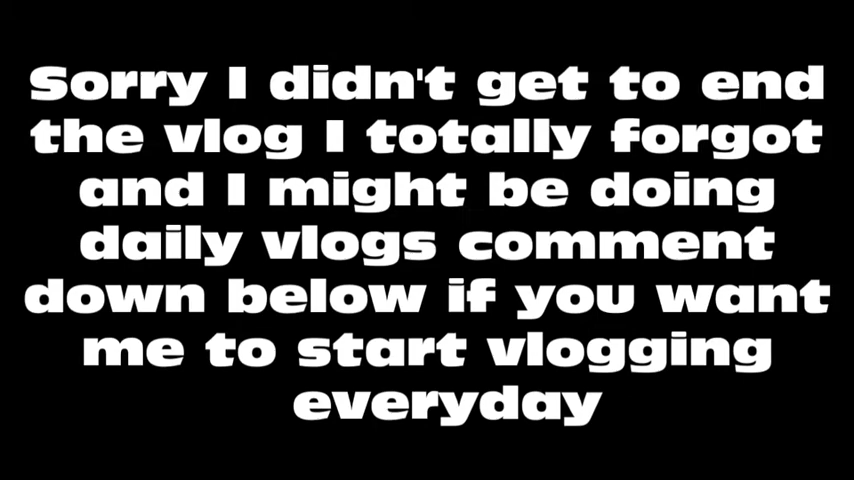 Sorry I didn't get to end
the vlog I totally forgot
and I might be doing
daily vlogs comment
down below if you want
me to start vlogging
everyday